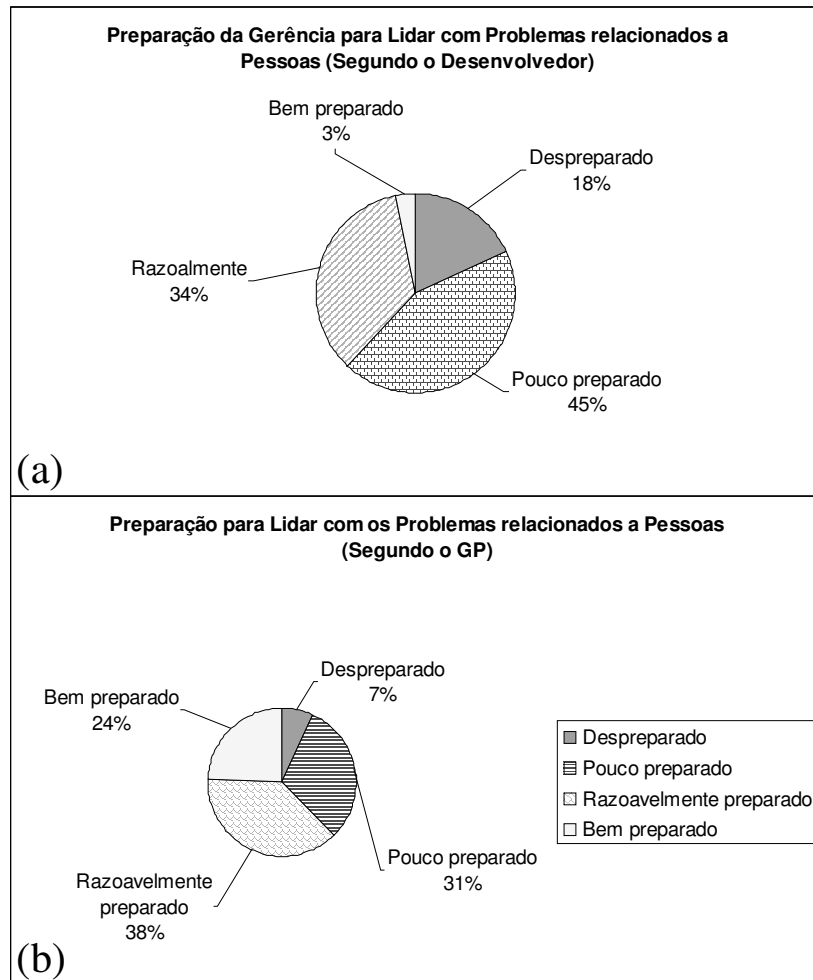 Preparação da Gerência para Lidar com Problemas relacionados a
Pessoas (Segundo o Desenvolvedor)
Bem preparado
3%
Despreparado
18%
Razoalmente
34%
Pouco preparado
45%
(a)
Preparação para Lidar com os Problemas relacionados a Pessoas
(Segundo o GP)
Despreparado
7%
Bem preparado
24%
Despreparado
Pouco preparado
Razoavelmente preparado
Bem preparado
Pouco preparado
31%
Razoavelmente
preparado
38%
(b)